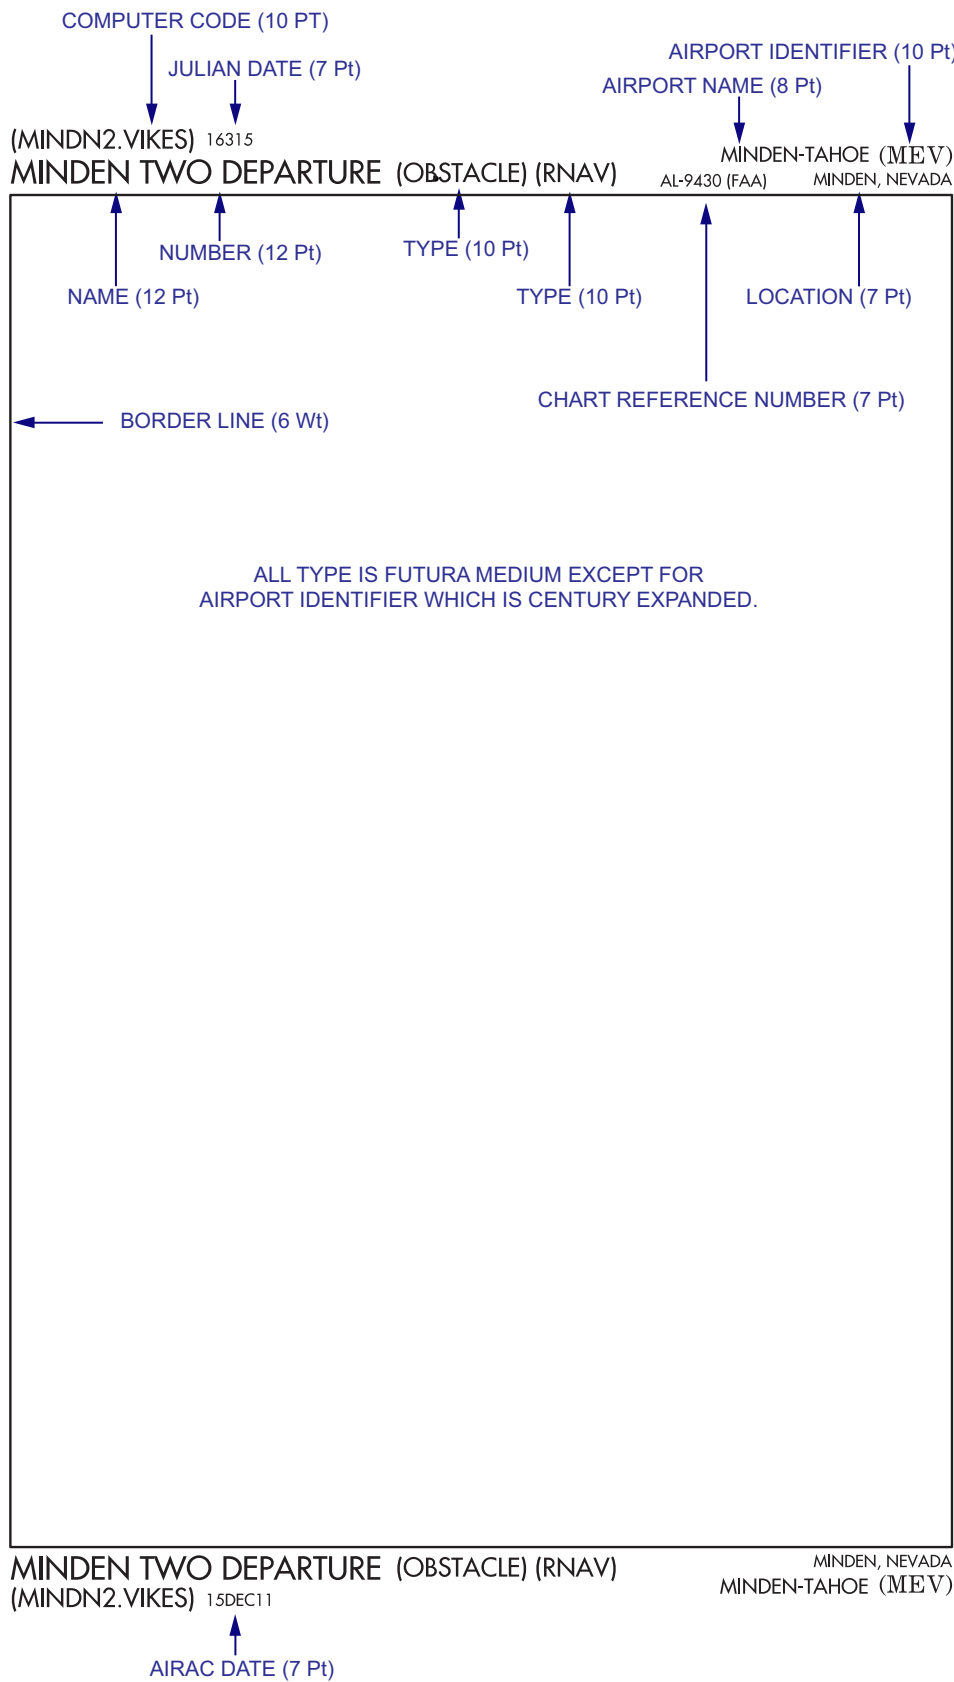 COMPUTER CODE (10 PT)
JULIAN DATE (7 Pt)
AIRPORT IDENTIFIER (10 Pt)
AIRPORT NAME (8 Pt)
(MINDN2.VIKES) 16315
MINDEN TWO DEPARTURE (OBSTACLE) (RNAV)
AL-9430 (FAA)
MINDEN-TAHOE (MEV)
MINDEN, NEVADA
NUMBER (12 Pt)
TYPE (10 Pt)
NAME (12 Pt)
TYPE (10 Pt)
LOCATION (7 Pt)
CHART REFERENCE NUMBER (7 Pt)
BORDER LINE (6 Wt)
ALL TYPE IS FUTURA MEDIUM EXCEPT FOR
AIRPORT IDENTIFIER WHICH IS CENTURY EXPANDED.
MINDEN TWO DEPARTURE (OBSTACLE) (RNAV)
(MINDN2.VIKES) 15DEC11
MINDEN, NEVADA
MINDEN-TAHOE (MEV)
AIRAC DATE (7 Pt)